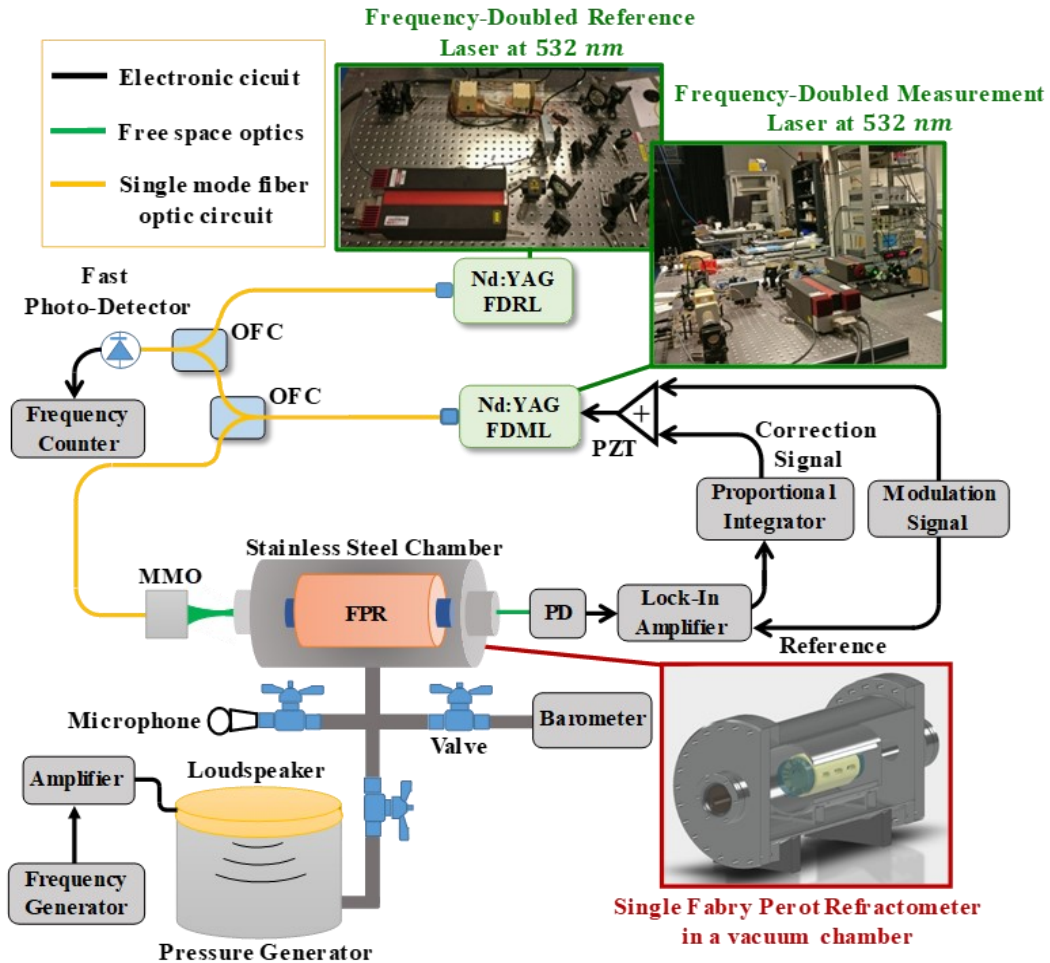 Frequency-Doubled Reference
Laser at 532 nm
Electronic cicuit
Free space optics
Single mode fiber
optic circuit
Frequency-Doubled Measurement
Laser at 532 nm
Fast
Photo-Detector
OFC
Nd:YAG
FDRL
OFC
Nd:YAG
FDML
+
PZT
Frequency
Counter
Correction
Signal
Proportional
Integrator
Modulation
Signal
Stainless Steel Chamber
MMO
FPR
PD
Lock-In
Amplifier
Reference
Microphone
Valve
Barometer
Amplifier
Loudspeaker
Frequency
Generator
Pressure Generator
Single Fabry Perot Refractometer
in a vacuum chamber